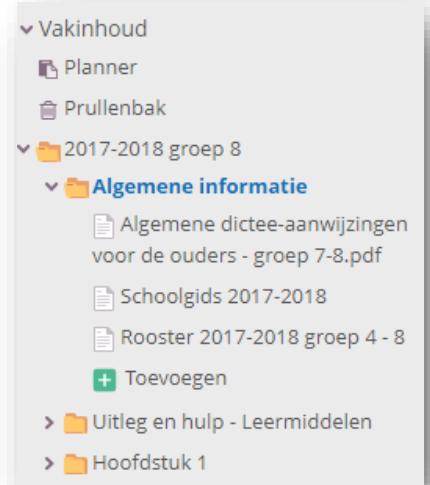 Vakinhoud
Planner
Prullenbak
2017-2018 groep 8
Algemene informatie
Algemene dictee-aanwijzingen
voor de ouders - groep 7-8.pdf
Schoolgids 2017-2018
Rooster 2017-2018 groep 4 - 8
Toevoegen
Uitleg en hulp - Leermiddelen
Hoofdstuk 1